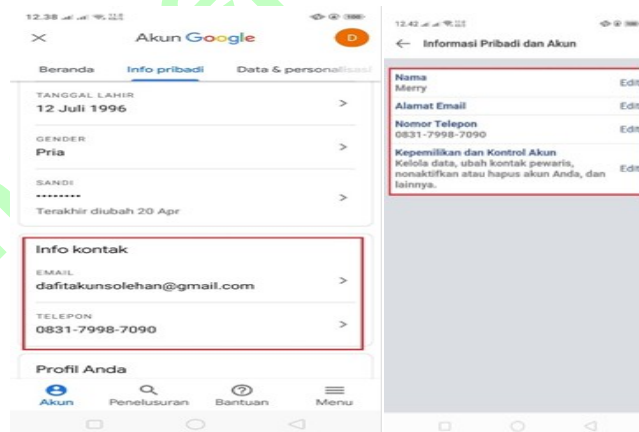 12.38
Akun Google
D
Beranda Info pribadi Data & personalisasi
TANGGAL LAHIR
12 Juli 1996
GENDER
Pria
SANDI
••••••••
Terakhir diubah 20 Apr
Info kontak
EMAIL
dafitakunsolehan@gmail.com
TELEPON
0831-7998-7090
Profil Anda
Akun Penelusuran Bantuan Menu
12.42
Informasi Pribadi dan Akun
Nama
Merry
Edit
Alamat Email
Edit
Nomor Telepon
0831-7998-7090
Edit
Kepemilikan dan Kontrol Akun
Kelola data, ubah kontak pewaris,
nonaktifkan atau hapus akun Anda, dan
lainnya.
Edit